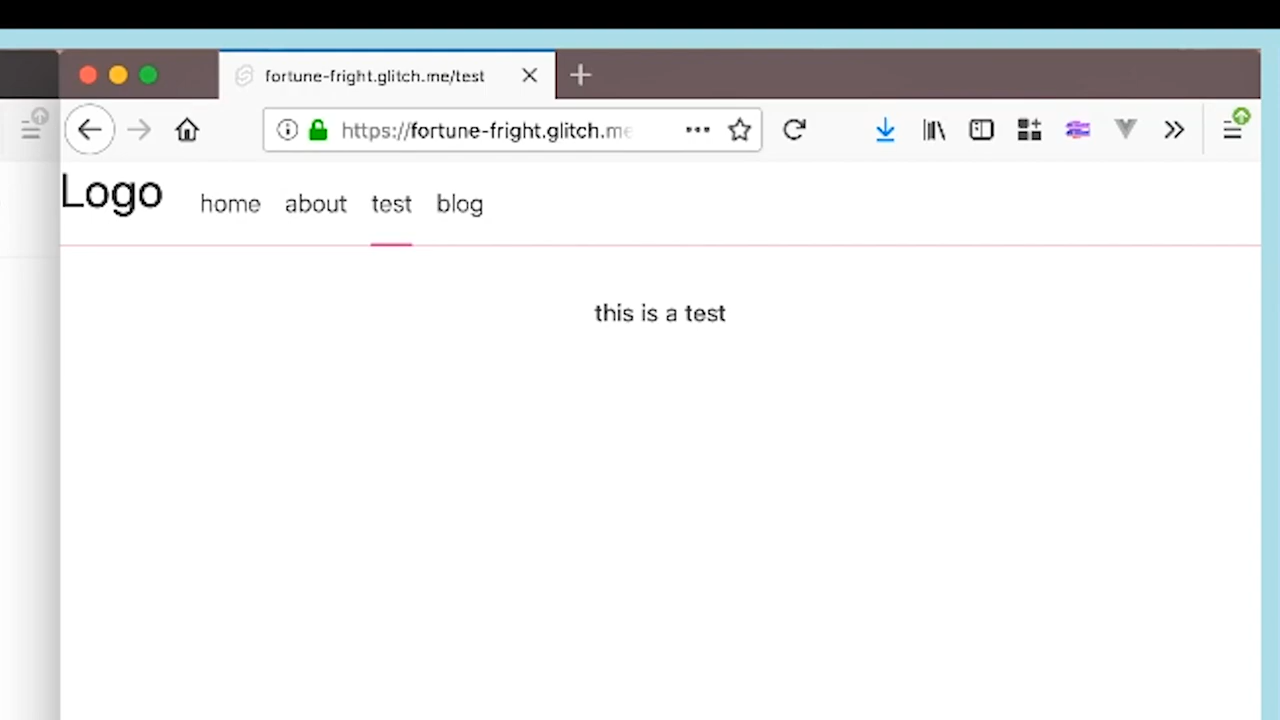 fortune-fright.glitch.me/test
https://fortune-fright.glitch.me
Logo home about test blog
this is a test